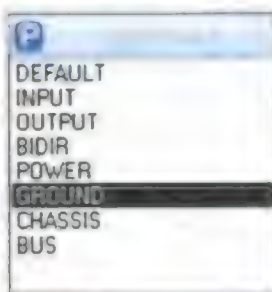 P
DEFAULT
INPUT
OUTPUT
BIDIR
POWER
GROUND
CHASSIS
BUS